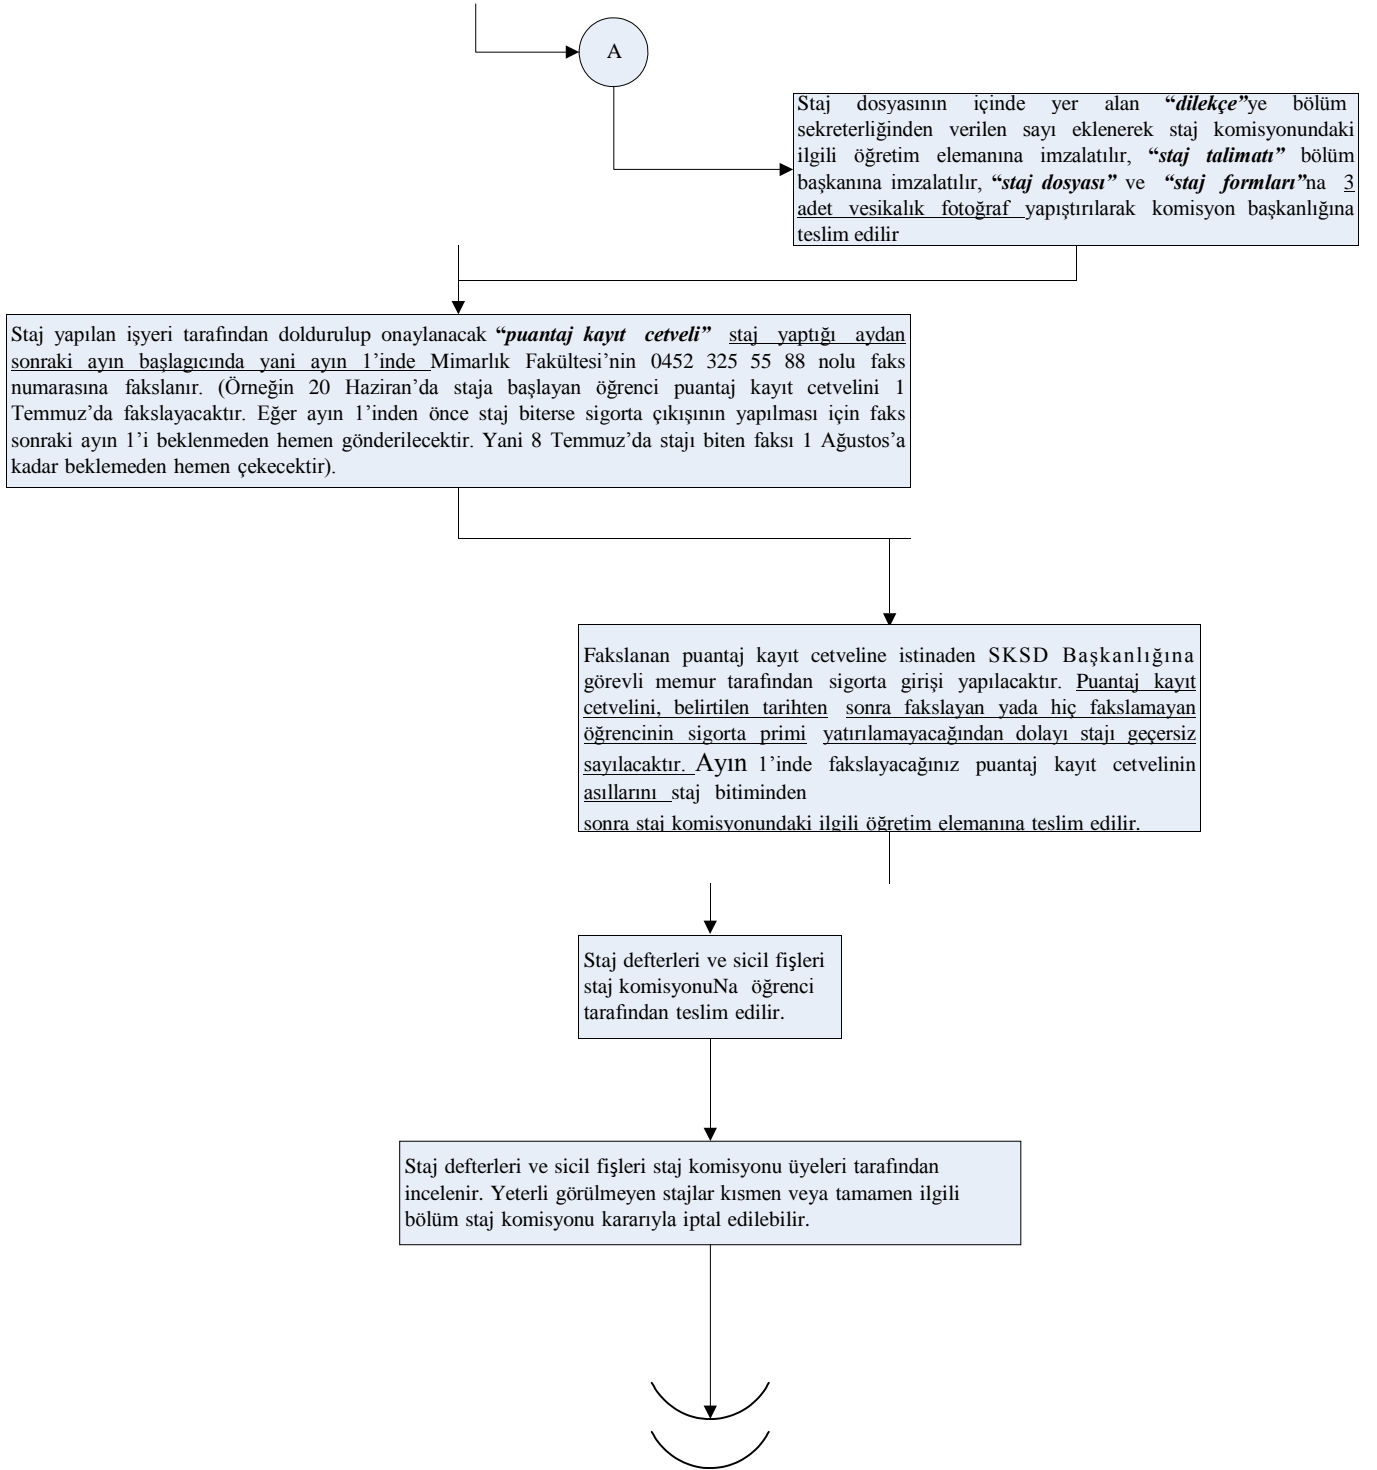 A
Staj dosyasının içinde yer alan “dilekçe”ye bölüm
sekreterliğinden verilen sayı eklenerek staj komisyonundaki
ilgili öğretim elemanına imzalatılır, “staj talimatı” bölüm
başkanına imzalatılır, “staj dosyası” ve “staj formları”na 3
adet vesikalık fotoğraf yapıştırılarak komisyon başkanlığına
teslim edilir
Staj yapılan işyeri tarafından doldurulup onaylanacak “puantaj kayıt cetveli” staj yaptığı aydan
sonraki ayın başlagıcında yani ayın 1’inde Mimarlık Fakültesi’nin 0452 325 55 88 nolu faks
numarasına fakslanır. (Örneğin 20 Haziran’da staja başlayan öğrenci puantaj kayıt cetvelini 1
Temmuz’da fakslayacaktır. Eğer ayın 1’inden önce staj biterse sigorta çıkışının yapılması için faks
sonraki ayın 1’i beklenmeden hemen gönderilecektir. Yani 8 Temmuz’da stajı biten faksı 1 Ağustos’a
kadar beklemeden hemen çekecektir).
Fakslanan puantaj kayıt cetveline istinaden SKSD Başkanlığına
görevli memur tarafından sigorta girişi yapılacaktır. Puantaj kayıt
cetvelini, belirtilen tarihten sonra fakslayan yada hiç fakslamayan
öğrencinin sigorta primi yatırılamayacağından dolayı stajı geçersiz
sayılacaktır. Ayın 1’inde fakslayacağınız puantaj kayıt cetvelinin
asıllarını staj bitiminden
sonra staj komisyonundaki ilgili öğretim elemanına teslim edilir.
Staj defterleri ve sicil fişleri
staj komisyonuNa öğrenci
tarafından teslim edilir.
Staj defterleri ve sicil fişleri staj komisyonu üyeleri tarafından
incelenir. Yeterli görülmeyen stajlar kısmen veya tamamen ilgili
bölüm staj komisyonu kararıyla iptal edilebilir.